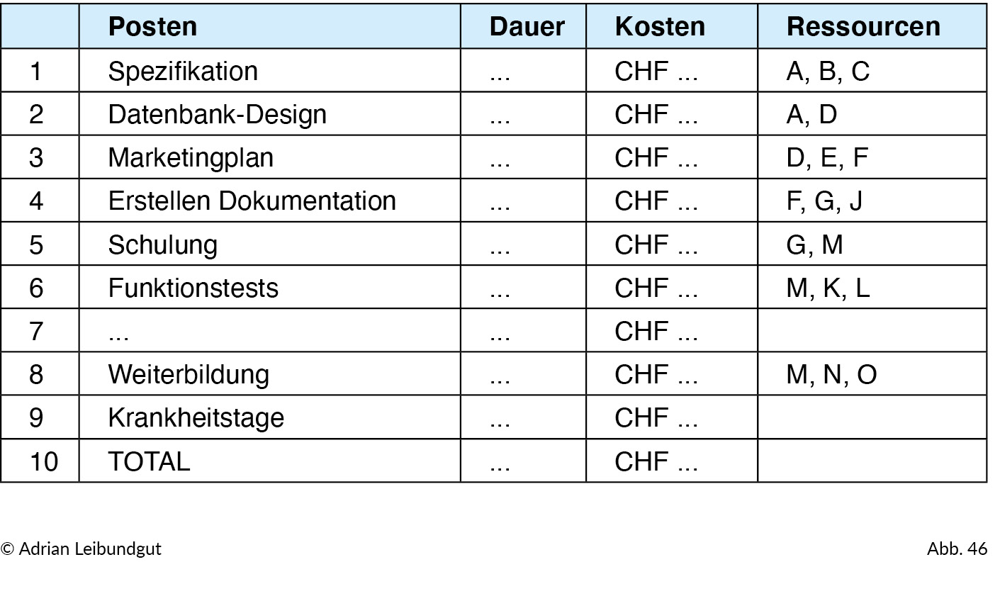 Posten Dauer Kosten Ressourcen
1 Spezifikation ... CHF ... A, B, C
2 Datenbank-Design ... CHF ... A, D
3 Marketingplan ... CHF ... D, E, F
4 Erstellen Dokumentation ... CHF ... F, G, J
5 Schulung ... CHF ... G, M
6 Funktionstests ... CHF ... M, K, L
7 ... ... CHF ...
8 Weiterbildung ... CHF ... M, N, O
9 Krankheitstage ... CHF ...
10 TOTAL ... CHF ...
© Adrian Leibundgut Abb. 46